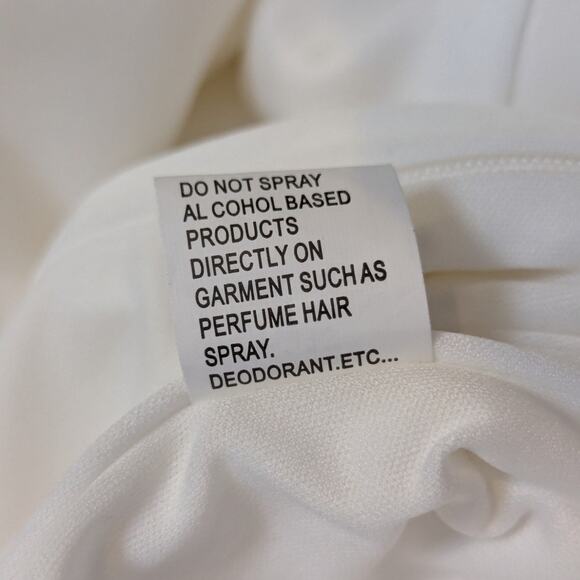 DO NOT SPRAY
AL COHOL BASED
PRODUCTS
DIRECTLY ON
GARMENT SUCH AS
PERFUME HAIR
SPRAY.
DEODORANT.ETC...